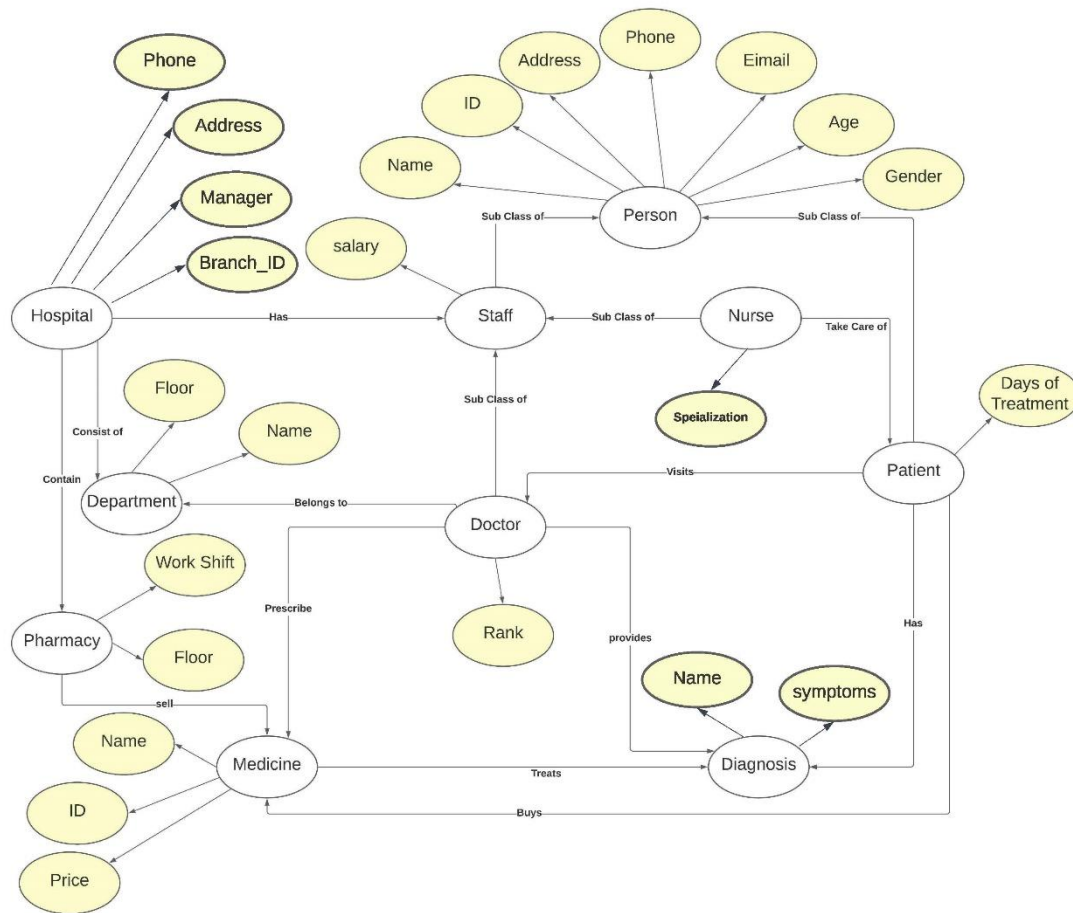 Phone
Address
Manager
Branch_ID
Phone
Address
Eimail
ID
Age
Name
Gender
Person
Sub Class of
Sub Class of
salary
Hospital
Has
Staff
Sub Class of
Nurse
Take Care of
Floor
Name
Sub Class of
Speialization
Days of
Treatment
Consist of
Contain
Department
Belongs to
Doctor
Visits
Patient
Work Shift
Pharmacy
Floor
Prescribe
Rank
provides
Has
sell
Name
symptoms
Name
Medicine
Treats
Diagnosis
ID
Buys
Price